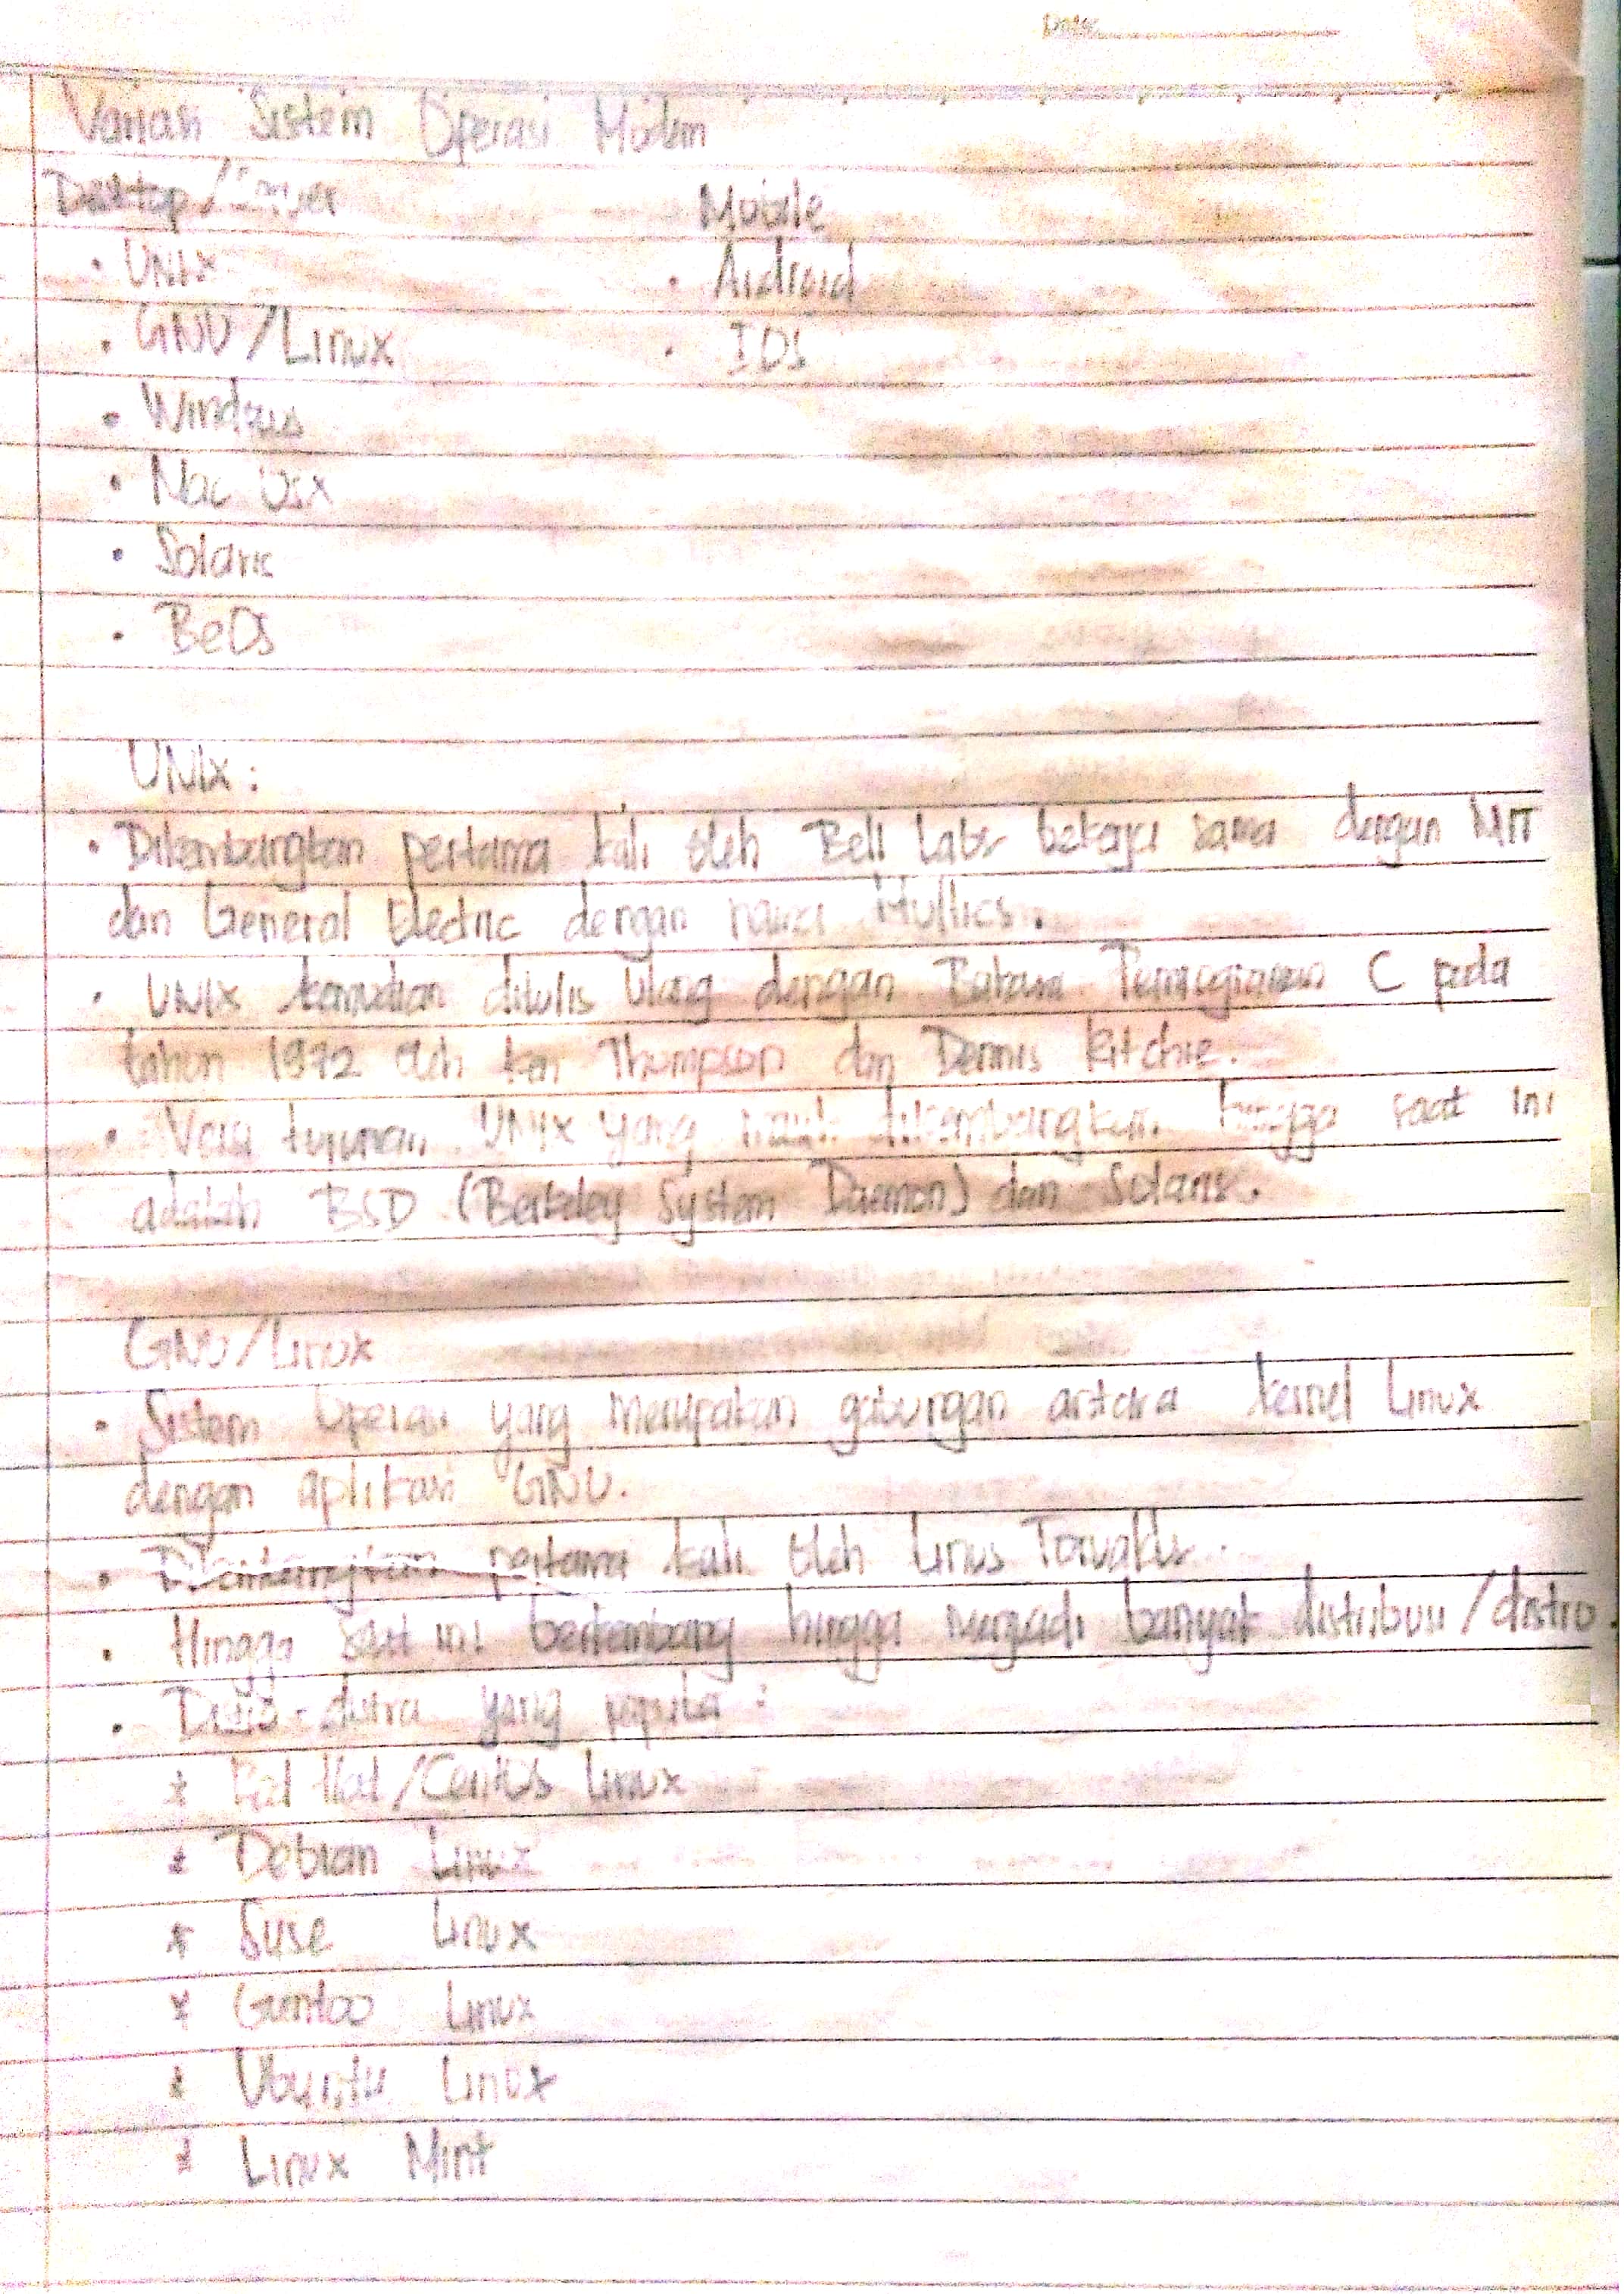 Date
Varian Sistem Operasi Modern
Desktop/Server Mobile
• UNIX • Android
• GNU/Linux • IOS
• Windows
• Mac OSX
• Solaris
• BeOS
UNIX :
• Dikembangkan pertama kali oleh Bell Labs bekerja sama dengan MIT
dan General Electric dengan nama Multics.
• UNIX kemudian ditulis Ulang dengan Bahasa Pemrograman C pada
tahun 1972 oleh Ken Thompson dan Dennis Ritchie.
• Versi turunan UNIX yang masih dikembangkan hingga saat ini
adalah BSD (Berkeley System Daemon) dan Solaris.
GNU/Linux
• Sistem Operasi yang Merupakan gabungan antara kernel Linux
dengan aplikasi GNU.
• Dikembangkan pertama kali oleh Linus Torvalds.
• Hingga saat ini berkembang hingga menjadi banyak distribusi/distro.
• Distro-distro yang populer :
* Red Hat/CentOs Linux
* Debian Linux
* Suse Linux
* Gentoo Linux
* Ubuntu Linux
* Linux Mint